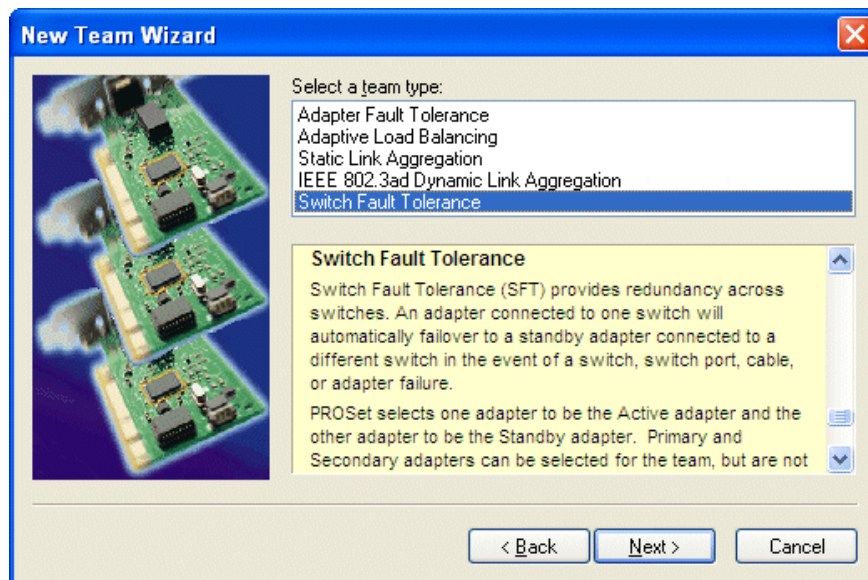 New Team Wizard
Select a team type:
Adapter Fault Tolerance
Adaptive Load Balancing
Static Link Aggregation
IEEE 802.3ad Dynamic Link Aggregation
Switch Fault Tolerance
Switch Fault Tolerance
Switch Fault Tolerance (SFT) provides redundancy across
switches. An adapter connected to one switch will
automatically failover to a standby adapter connected to a
different switch in the event of a switch, switch port, cable,
or adapter failure.
PROSet selects one adapter to be the Active adapter and the
other adapter to be the Standby adapter. Primary and
Secondary adapters can be selected for the team, but are not
< Back
Next >
Cancel